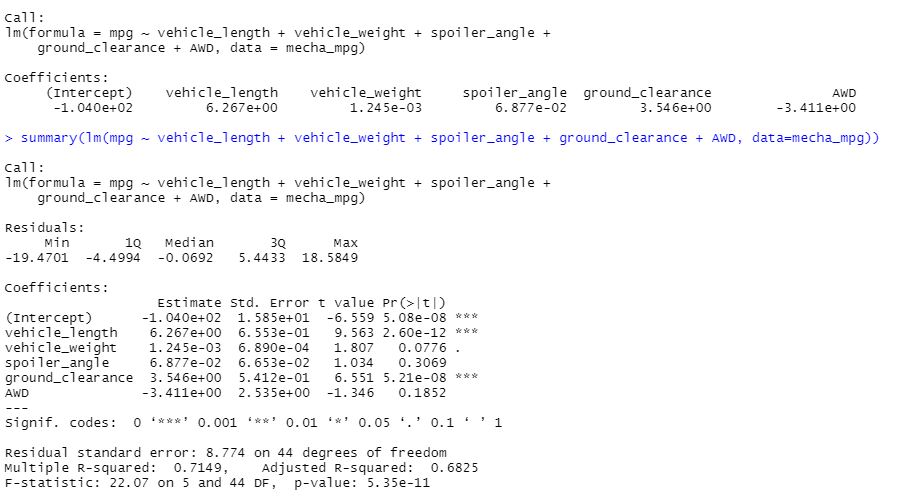 Call:
lm(formula = mpg ~ vehicle_length + vehicle_weight + spoiler_angle +
    ground_clearance + AWD, data = mecha_mpg)
Coefficients:
     (Intercept)    vehicle_length    vehicle_weight     spoiler_angle  ground_clearance               AWD
      -1.040e+02         6.267e+00         1.245e-03         6.877e-02         3.546e+00        -3.411e+00
> summary(lm(mpg ~ vehicle_length + vehicle_weight + spoiler_angle + ground_clearance + AWD, data=mecha_mpg))
Call:
lm(formula = mpg ~ vehicle_length + vehicle_weight + spoiler_angle +
    ground_clearance + AWD, data = mecha_mpg)
Residuals:
     Min       1Q   Median       3Q      Max
-19.4701  -4.4994  -0.0692   5.4433  18.5849
Coefficients:
                   Estimate Std. Error t value Pr(>|t|)
(Intercept)      -1.040e+02  1.585e+01  -6.559 5.08e-08 ***
vehicle_length    6.267e+00  6.553e-01   9.563 2.60e-12 ***
vehicle_weight    1.245e-03  6.890e-04   1.807   0.0776 .
spoiler_angle     6.877e-02  6.653e-02   1.034   0.3069
ground_clearance  3.546e+00  5.412e-01   6.551 5.21e-08 ***
AWD              -3.411e+00  2.535e+00  -1.346   0.1852
---
Signif. codes:  0 ‘***’ 0.001 ‘**’ 0.01 ‘*’ 0.05 ‘.’ 0.1 ‘ ’ 1
Residual standard error: 8.774 on 44 degrees of freedom
Multiple R-squared:  0.7149,    Adjusted R-squared:  0.6825
F-statistic: 22.07 on 5 and 44 DF,  p-value: 5.35e-11